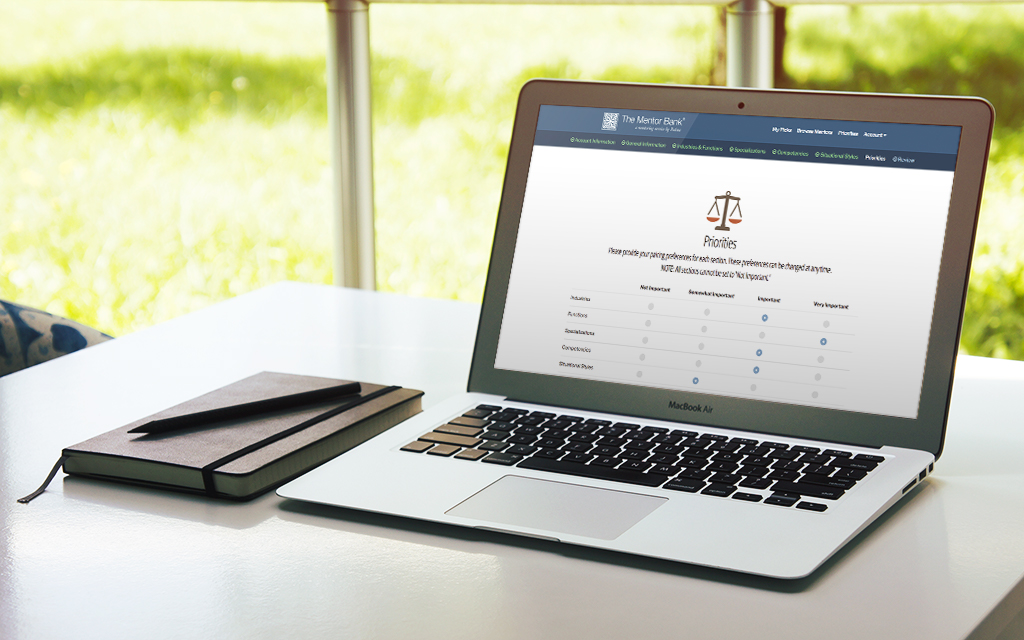 The Mentor Bank
a mentoring service by
My Picks Browse Mentors Priorities Account
Account Information General Information Industries & Functions Specializations Competencies Situational Styles Priorities Review
Priorities
Please provide your pairing preferences for each section. These preferences can be changed at anytime.
NOTE: All sections cannot be set to "Not Important."
Not Important Somewhat Important Important Very Important
Industries
Functions
Specializations
Competencies
Situational Styles
MacBook Air